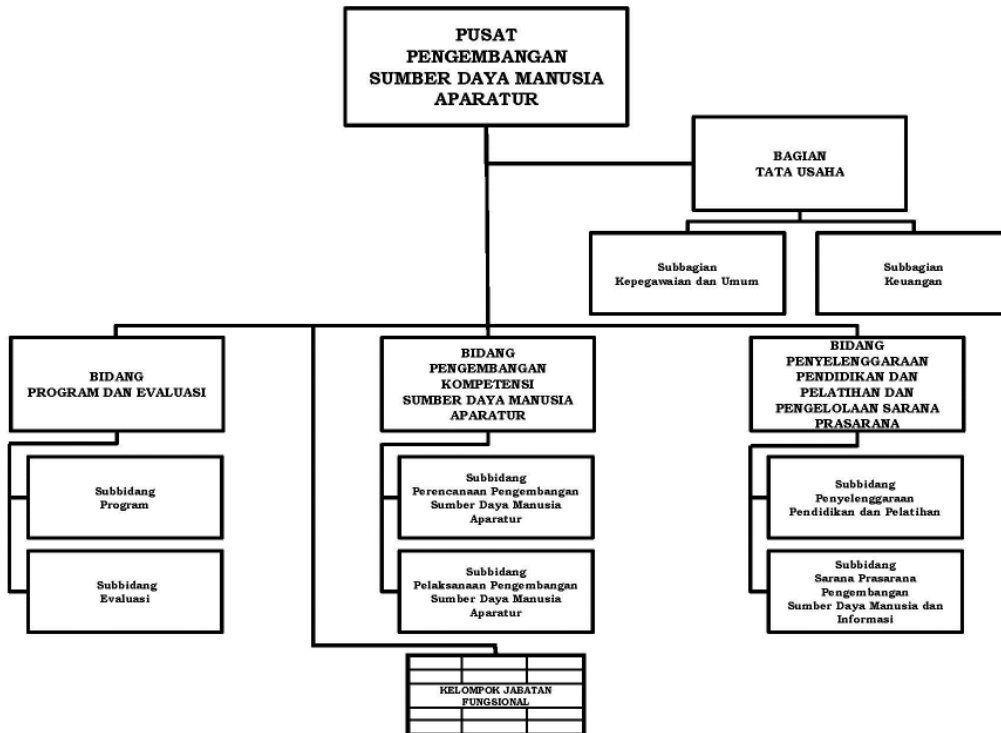 PUSAT
PENGEMBANGAN
SUMBER DAYA MANUSIA
APARATUR
BAGIAN
TATA USAHA
Subbagian
Kepegawaian dan Umum
Subbagian
Keuangan
BIDANG
PROGRAM DAN EVALUASI
BIDANG
PENGEMBANGAN
KOMPETENSI
SUMBER DAYA MANUSIA
APARATUR
BIDANG
PENYELENGGARAAN
PENDIDIKAN DAN
PELATIHAN DAN
PENGELOLAAN SARANA
PRASARANA
Subbidang
Program
Subbidang
Perencanaan Pengembangan
Sumber Daya Manusia
Aparatur
Subbidang
Penyelenggaraan
Pendidikan dan Pelatihan
Subbidang
Evaluasi
Subbidang
Pelaksanaan Pengembangan
Sumber Daya Manusia
Aparatur
Subbidang
Sarana Prasarana
Pengembangan
Sumber Daya Manusia dan
Informasi
KELOMPOK JABATAN
FUNGSIONAL